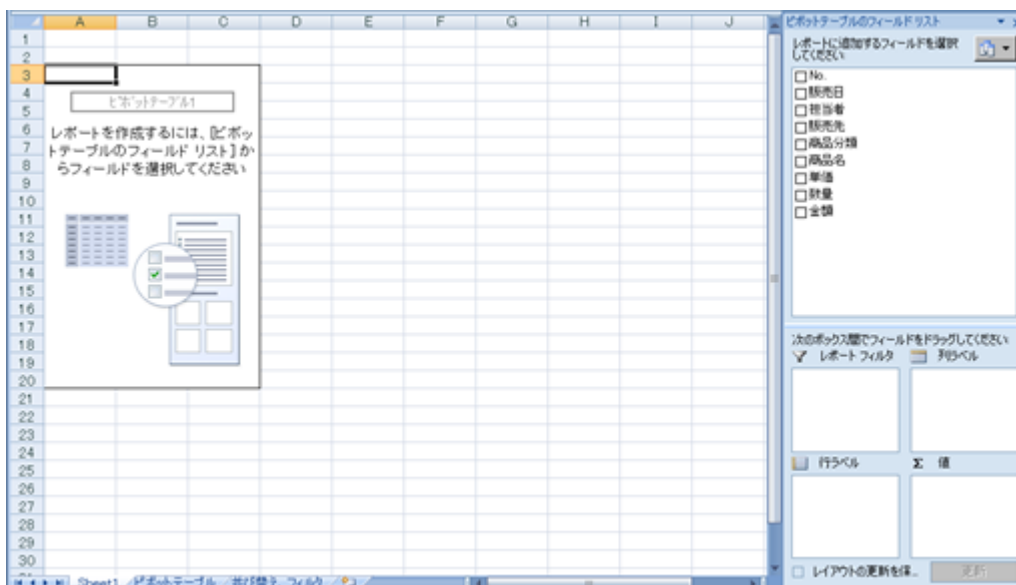 A B C D E F G H I J
1
2
3
4
5
6
7
8
9
10
11
12
13
14
15
16
17
18
19
20
21
22
23
24
25
26
27
28
29
30
ピボットテーブル1
レポートを作成するには、[ピボッ
トテーブルのフィールド リスト] か
らフィールドを選択してください
Sheet1 ピボットテーブル 並び替え フィルタ
ピボットテーブルのフィールド リスト
レポートに追加するフィールドを選択
してください:
No.
販売日
担当者
販売先
商品分類
商品名
単価
数量
金額
次のボックス間でフィールドをドラッグしてください:
レポート フィルタ 列ラベル
行ラベル Σ 値
レイアウトの更新を保... 更新